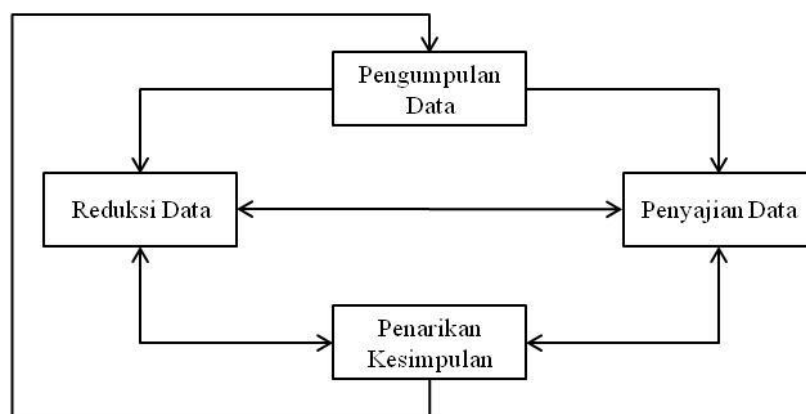 Pengumpulan
Data
Reduksi Data
Penyajian Data
Penarikan
Kesimpulan